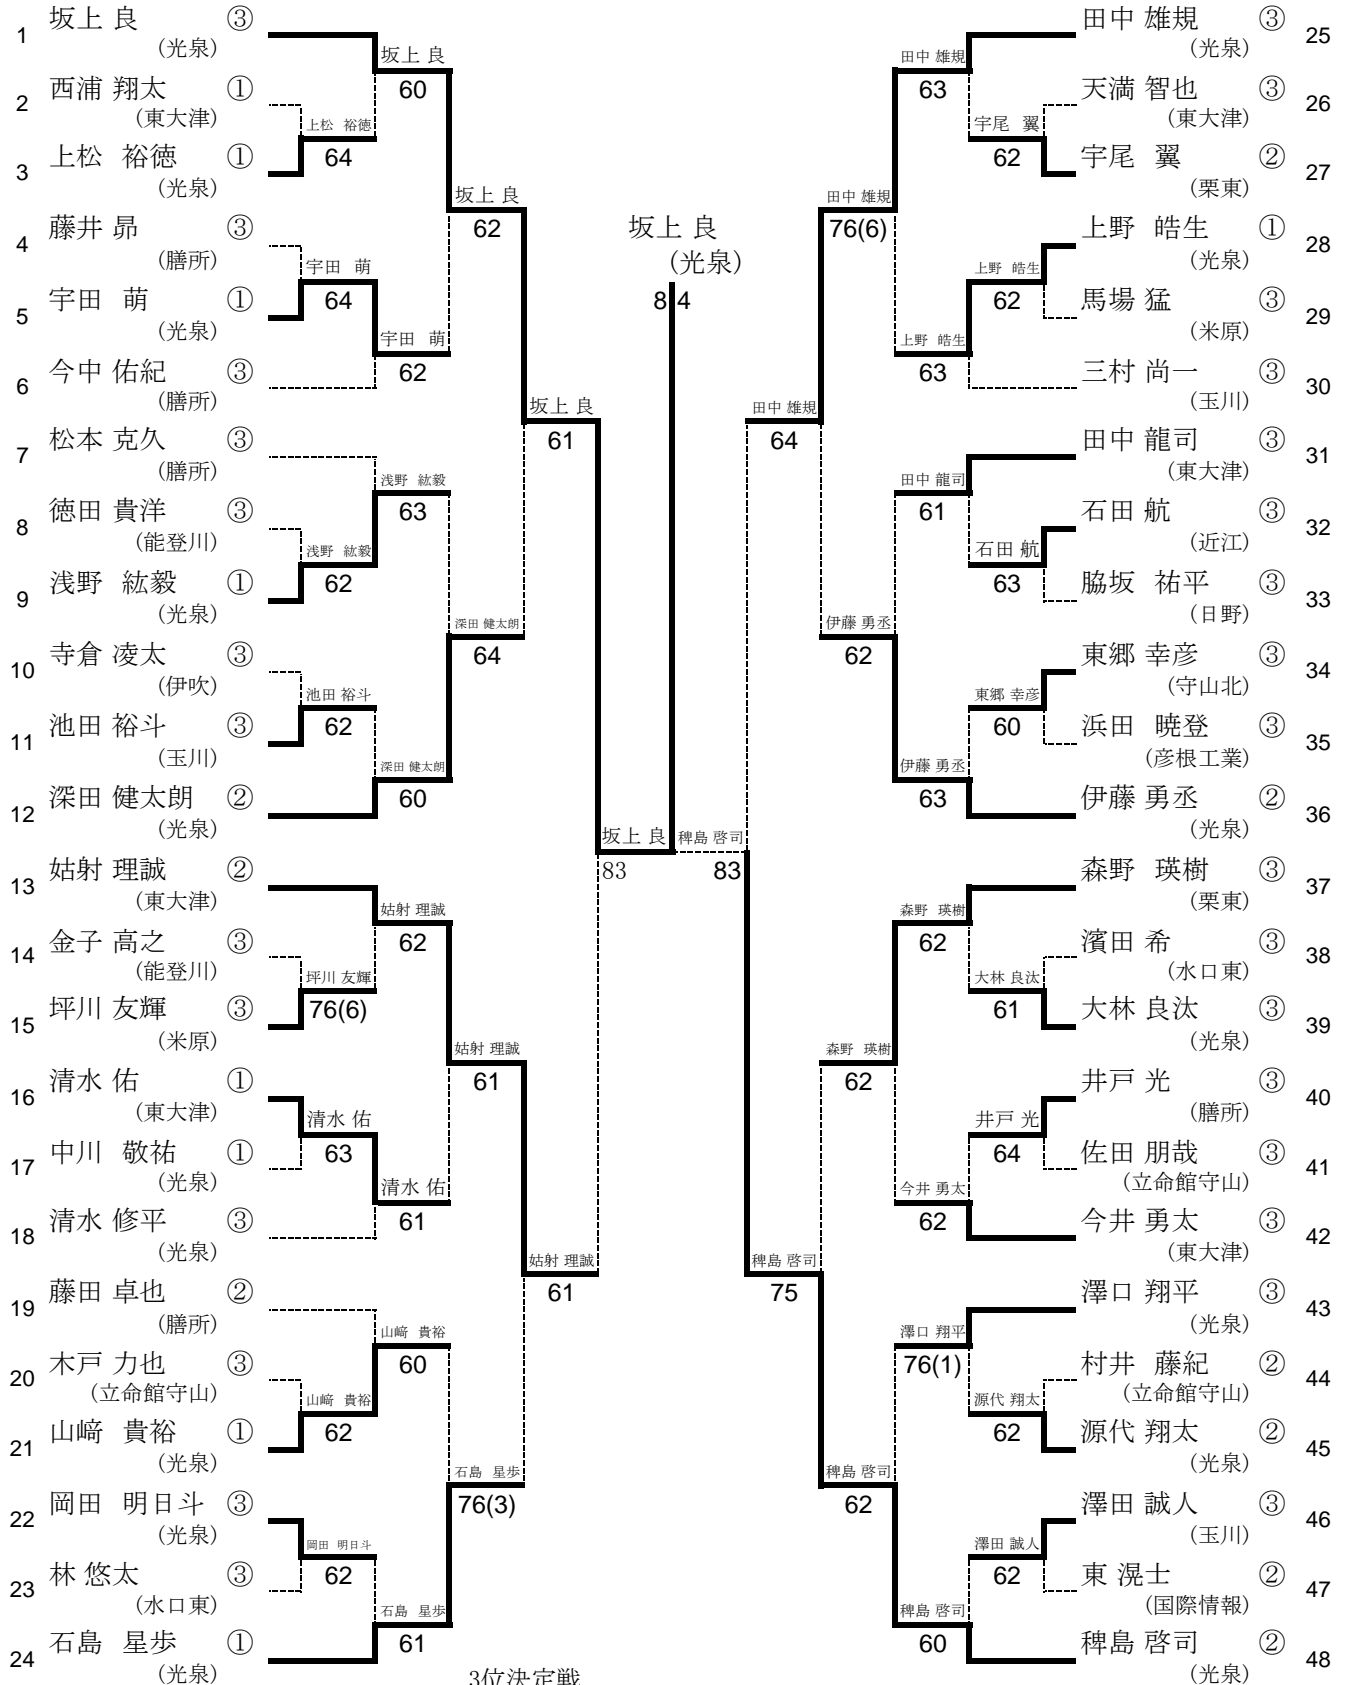 1 坂上 良 ③
(光泉)
2 西浦 翔太 ①
(東大津)
3 上松 裕徳 ①
(光泉)
4 藤井 昴 ③
(膳所)
5 宇田 萌 ①
(光泉)
6 今中 佑紀 ③
(膳所)
7 松本 克久 ③
(膳所)
8 徳田 貴洋 ③
(能登川)
9 浅野 紘毅 ①
(光泉)
10 寺倉 凌太 ③
(伊吹)
11 池田 裕斗 ③
(玉川)
12 深田 健太朗 ②
(光泉)
13 姑射 理誠 ②
(東大津)
14 金子 高之 ③
(能登川)
15 坪川 友輝 ③
(米原)
16 清水 佑 ①
(東大津)
17 中川 敬祐 ①
(光泉)
18 清水 修平 ③
(光泉)
19 藤田 卓也 ②
(膳所)
20 木戸 力也 ③
(立命館守山)
21 山﨑 貴裕 ①
(光泉)
22 岡田 明日斗 ③
(光泉)
23 林 悠太 ③
(水口東)
24 石島 星歩 ①
(光泉)
上松 裕徳
64
宇田 萌
64
浅野 紘毅
62
池田 裕斗
62
坪川 友輝
76(6)
清水 佑
63
山﨑 貴裕
62
岡田 明日斗
62
坂上 良
60
宇田 萌
62
浅野 紘毅
63
深田 健太朗
60
姑射 理誠
62
清水 佑
61
山﨑 貴裕
60
石島 星歩
61
坂上 良
62
深田 健太朗
64
姑射 理誠
61
石島 星歩
76(3)
坂上 良
61
姑射 理誠
61
坂上 良
83
坂上 良
(光泉)
8 4
稗島 啓司
83
田中 雄規
64
稗島 啓司
75
田中 雄規
76(6)
伊藤 勇丞
62
森野 瑛樹
62
稗島 啓司
62
田中 雄規
63
上野 皓生
63
田中 龍司
61
伊藤 勇丞
63
森野 瑛樹
62
今井 勇太
62
澤口 翔平
76(1)
稗島 啓司
60
宇尾 翼
62
上野 皓生
62
石田 航
63
東郷 幸彦
60
大林 良汰
61
井戸 光
64
源代 翔太
62
澤田 誠人
62
田中 雄規 ③ 25
(光泉)
天満 智也 ③ 26
(東大津)
宇尾 翼 ② 27
(栗東)
上野 皓生 ① 28
(光泉)
馬場 猛 ③ 29
(米原)
三村 尚一 ③ 30
(玉川)
田中 龍司 ③ 31
(東大津)
石田 航 ③ 32
(近江)
脇坂 祐平 ③ 33
(日野)
東郷 幸彦 ③ 34
(守山北)
浜田 暁登 ③ 35
(彦根工業)
伊藤 勇丞 ② 36
(光泉)
森野 瑛樹 ③ 37
(栗東)
濱田 希 ③ 38
(水口東)
大林 良汰 ③ 39
(光泉)
井戸 光 ③ 40
(膳所)
佐田 朋哉 ③ 41
(立命館守山)
今井 勇太 ③ 42
(東大津)
澤口 翔平 ③ 43
(光泉)
村井 藤紀 ② 44
(立命館守山)
源代 翔太 ② 45
(光泉)
澤田 誠人 ③ 46
(玉川)
東 滉士 ② 47
(国際情報)
稗島 啓司 ② 48
(光泉)
3位決定戦